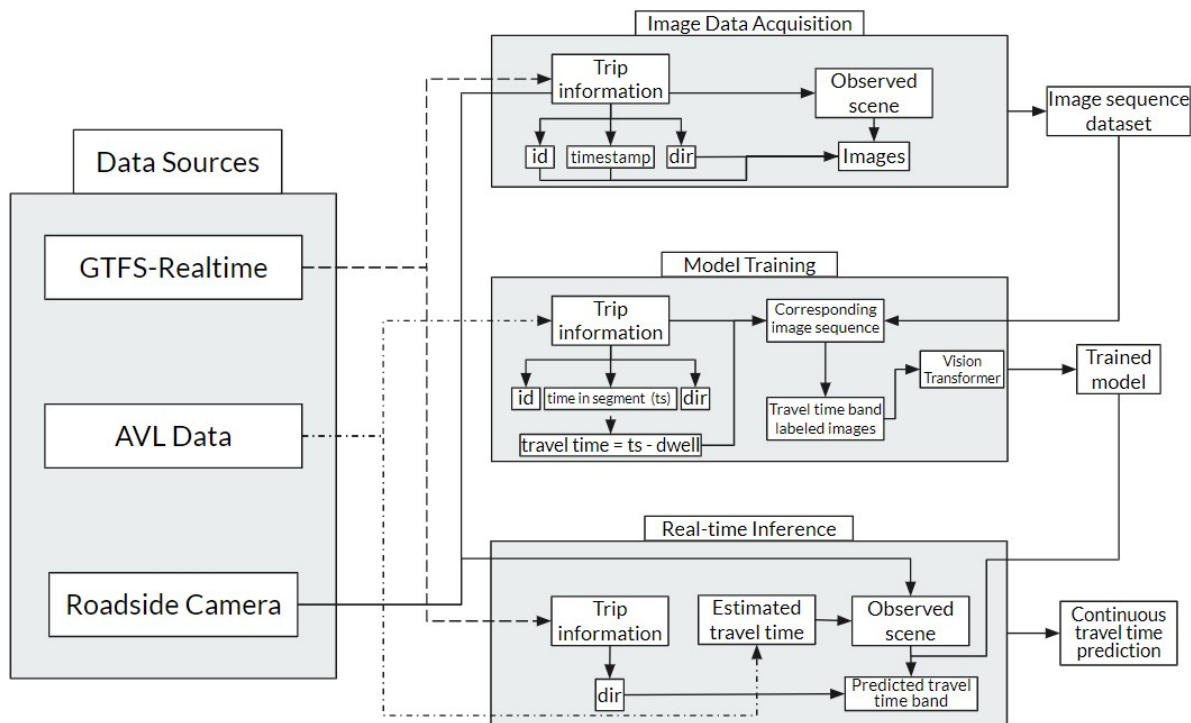 Data Sources
GTFS-Realtime
AVL Data
Roadside Camera
Image Data Acquisition
Trip
information
id
timestamp
dir
Observed
scene
Images
Image sequence
dataset
Model Training
Trip
information
id
time in segment (ts)
dir
travel time = ts - dwell
Corresponding
image sequence
Travel time band
labeled images
Vision
Transformer
Trained
model
Real-time Inference
Trip
information
dir
Estimated
travel time
Observed
scene
Predicted travel
time band
Continuous
travel time
prediction